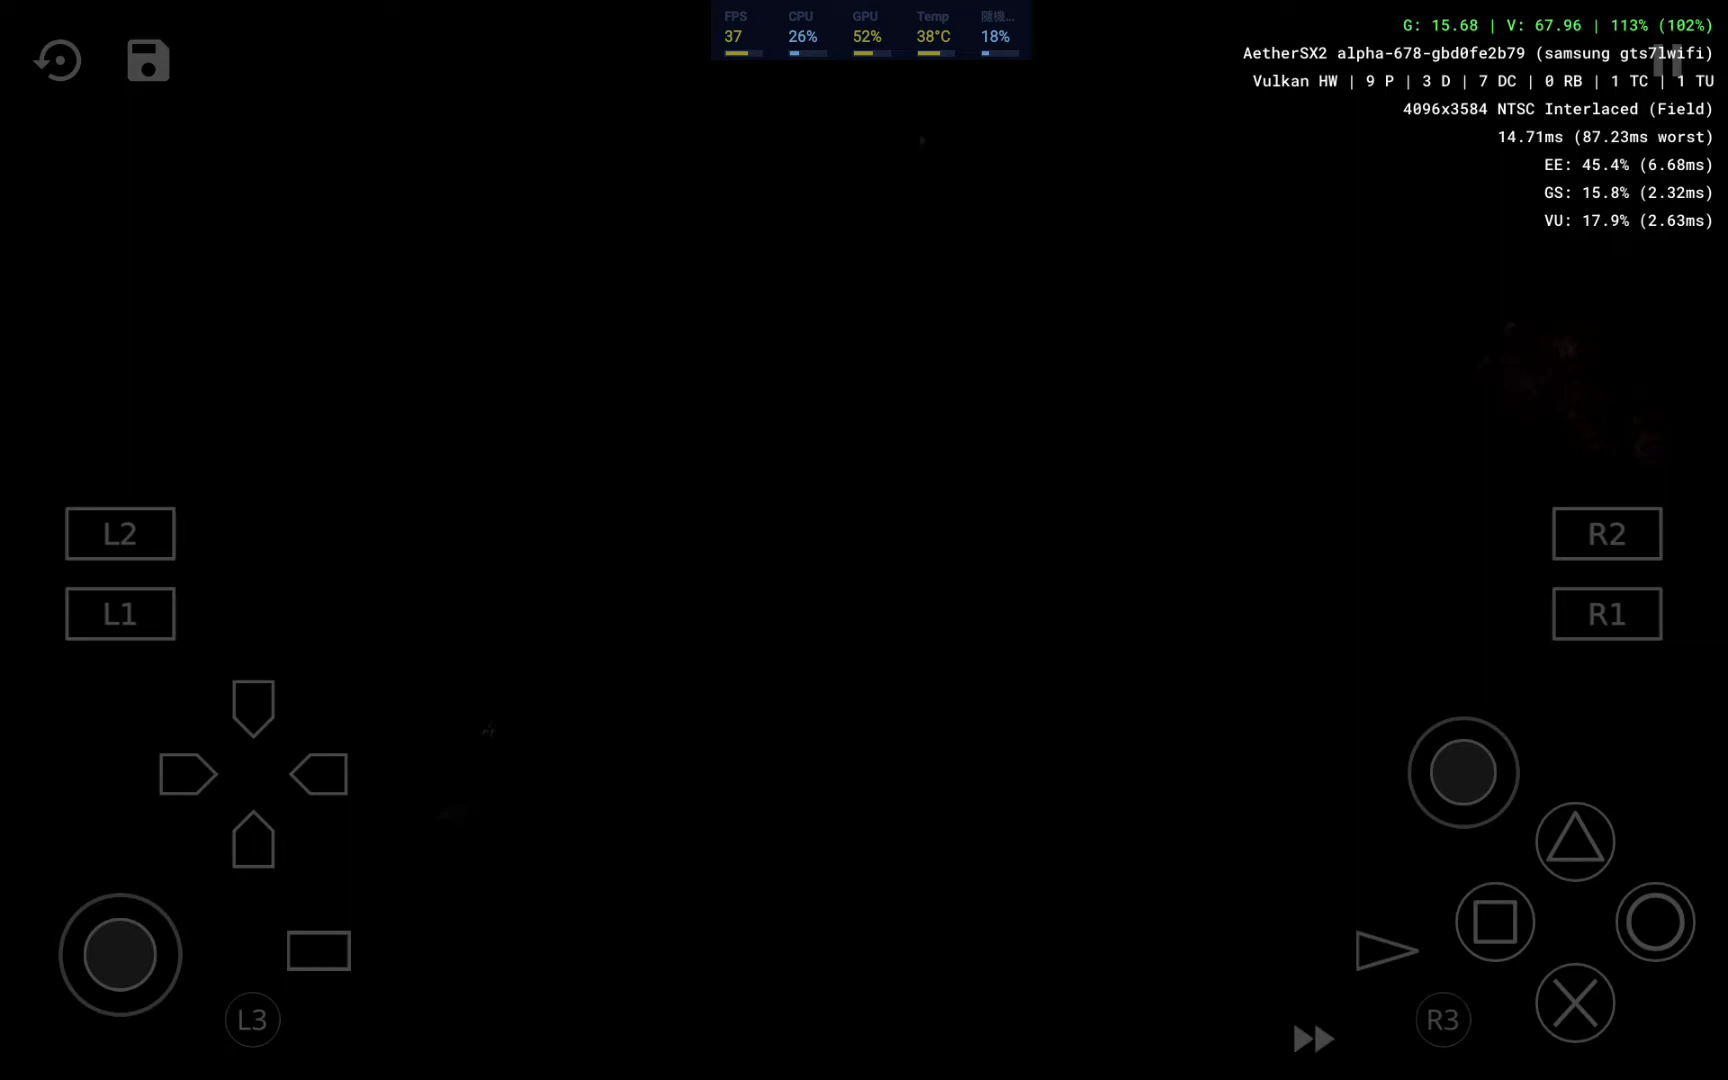 FPS CPU GPU Temp 隨機...
37 26% 52% 38°C 18%
G: 15.68 | V: 67.96 | 113% (102%)
AetherSX2 alpha-678-gbd0fe2b79 (samsung gts7lwifi)
Vulkan HW | 9 P | 3 D | 7 DC | 0 RB | 1 TC | 1 TU
4096x3584 NTSC Interlaced (Field)
14.71ms (87.23ms worst)
EE: 45.4% (6.68ms)
GS: 15.8% (2.32ms)
VU: 17.9% (2.63ms)
L2
R2
L1
R1
L3
R3